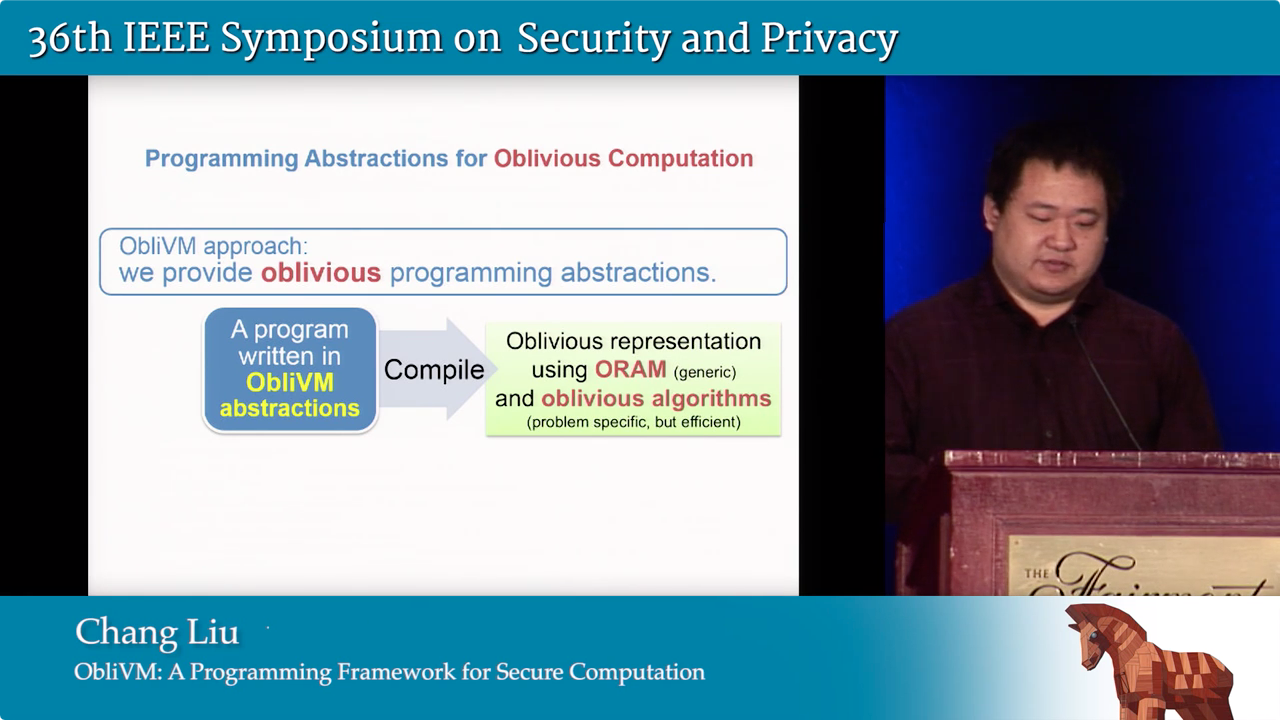 36th IEEE Symposium on Security and Privacy
Programming Abstractions for Oblivious Computation
ObliVM approach:
we provide oblivious programming abstractions.
A program
written in
ObliVM
abstractions
Compile
Oblivious representation
using ORAM (generic)
and oblivious algorithms
(problem specific, but efficient)
THE
Fairmont
Chang Liu
ObliVM: A Programming Framework for Secure Computation